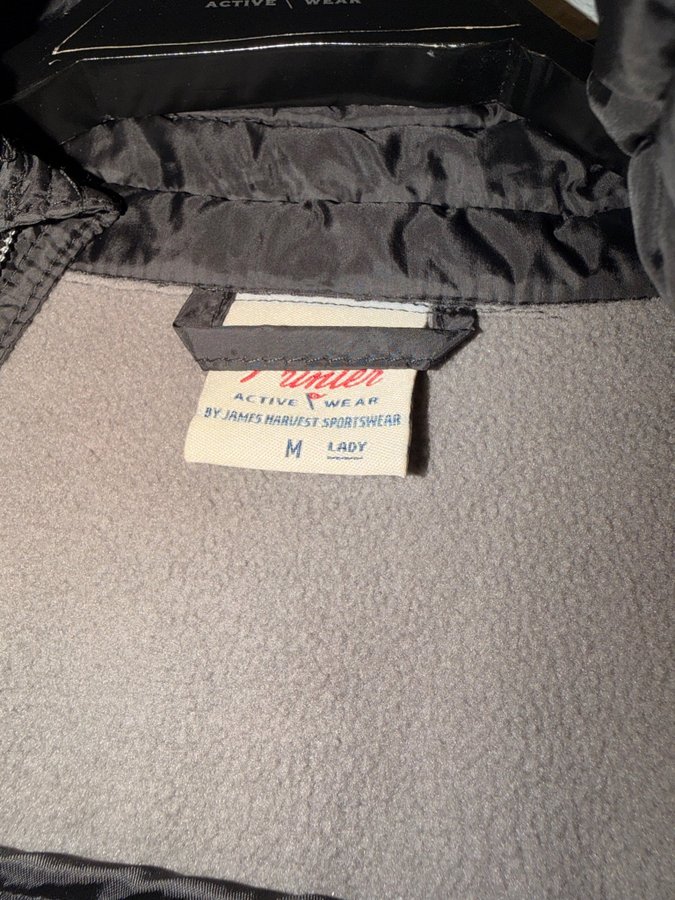 ACTIVE WEAR
Printer
ACTIVE WEAR
BY JAMES HARVEST SPORTSWEAR
M LADY